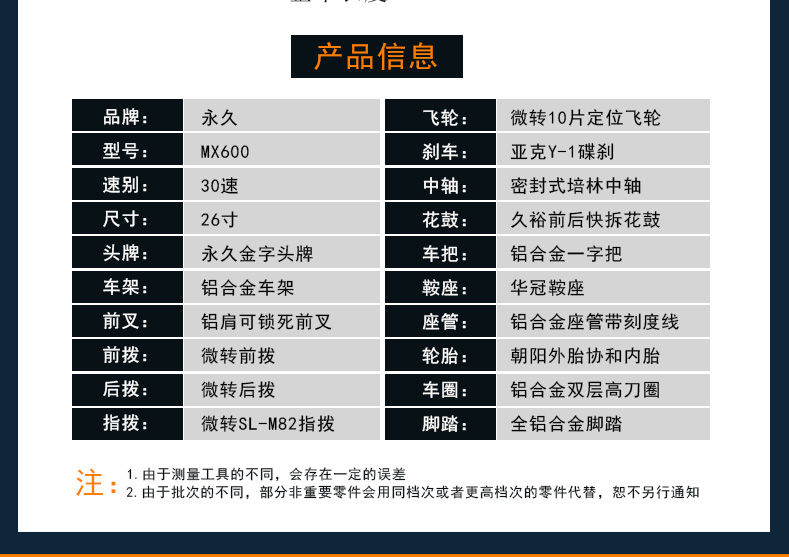 产品信息
品牌： 永久 飞轮： 微转10片定位飞轮
型号： MX600 刹车： 亚克Y-1碟刹
速别： 30速 中轴： 密封式培林中轴
尺寸： 26寸 花鼓： 久裕前后快拆花鼓
头牌： 永久金字头牌 车把： 铝合金一字把
车架： 铝合金车架 鞍座： 华冠鞍座
前叉： 铝肩可锁死前叉 座管： 铝合金座管带刻度线
前拨： 微转前拨 轮胎： 朝阳外胎协和内胎
后拨： 微转后拨 车圈： 铝合金双层高刀圈
指拨： 微转SL-M82指拨 脚踏： 全铝合金脚踏
注：
1.由于测量工具的不同，会存在一定的误差
2.由于批次的不同，部分非重要零件会用同档次或者更高档次的零件代替，恕不另行通知